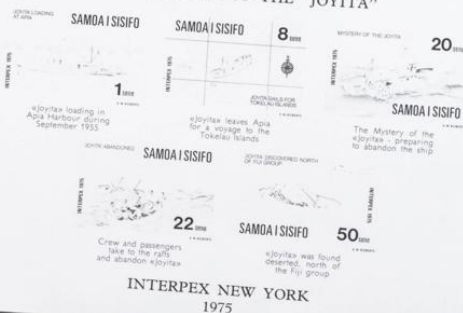 "JOYITA"
JOYITA LOADING
AT APIA
SAMOA I SISIFO
INTERPEX 1975
1 sene
«Joyita» loading in
Apia Harbour during
September 1955
SAMOA I SISIFO
8 sene
INTERPEX 1975
JOYITA SAILS FOR
TOKELAU ISLANDS
«Joyita» leaves Apia
for a voyage to the
Tokelau Islands
MYSTERY OF THE JOYITA
20 sene
INTERPEX 1975
SAMOA I SISIFO
The Mystery of the
«Joyita» - preparing
to abandon the ship
JOYITA ABANDONED
SAMOA I SISIFO
INTERPEX 1975
22 sene
Crew and passengers
take to the rafts
and abandon «Joyita»
JOYITA DISCOVERED NORTH
OF FIJI GROUP
INTERPEX 1975
SAMOA I SISIFO
50 sene
«Joyita» was found
deserted, north of
the Fiji group
INTERPEX NEW YORK
1975